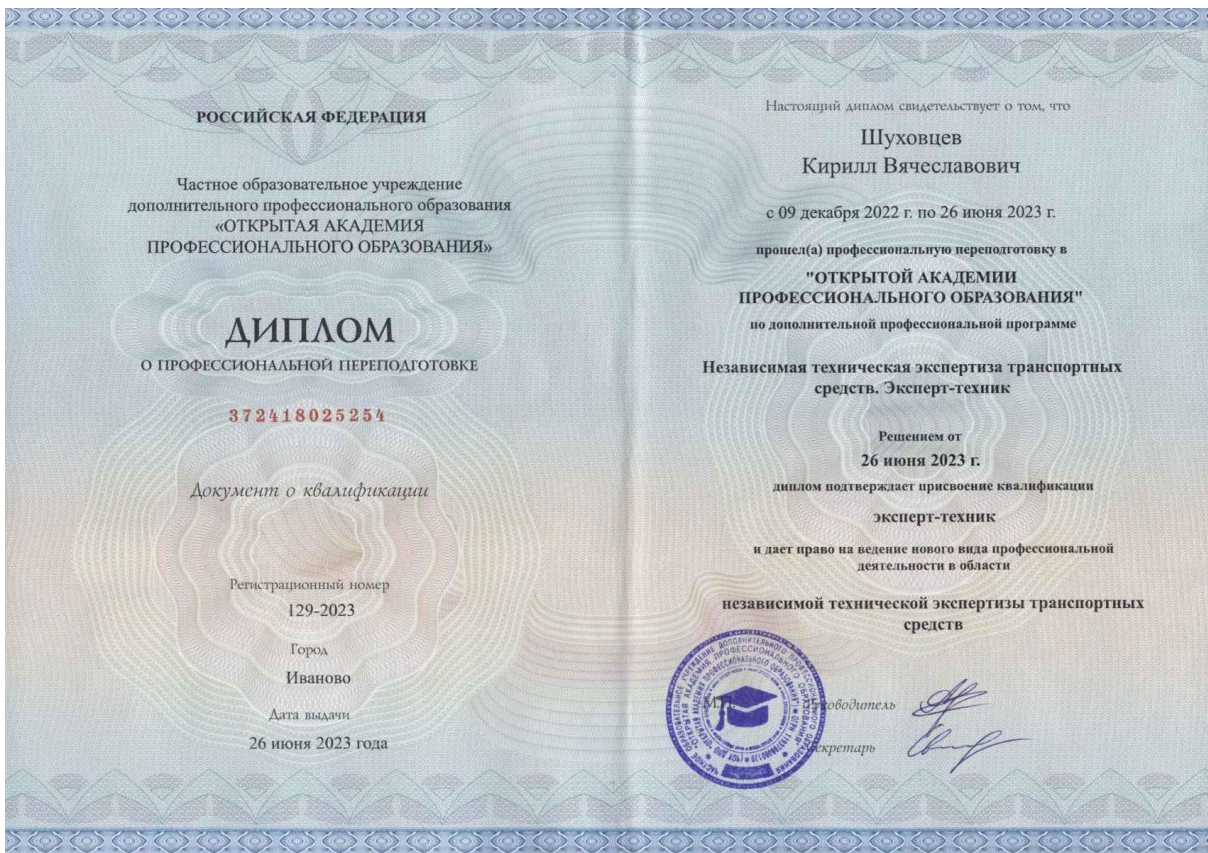 РОССИЙСКАЯ ФЕДЕРАЦИЯ
Частное образовательное учреждение
дополнительного профессионального образования
«ОТКРЫТАЯ АКАДЕМИЯ
ПРОФЕССИОНАЛЬНОГО ОБРАЗОВАНИЯ»
ДИПЛОМ
О ПРОФЕССИОНАЛЬНОЙ ПЕРЕПОДГОТОВКЕ
372418025254
Документ о квалификации
Регистрационный номер
129-2023
Город
Иваново
Дата выдачи
26 июня 2023 года
Настоящий диплом свидетельствует о том, что
Шуховцев
Кирилл Вячеславович
с 09 декабря 2022 г. по 26 июня 2023 г.
прошел(а) профессиональную переподготовку в
"ОТКРЫТОЙ АКАДЕМИИ
ПРОФЕССИОНАЛЬНОГО ОБРАЗОВАНИЯ"
по дополнительной профессиональной программе
Независимая техническая экспертиза транспортных
средств. Эксперт-техник
Решением от
26 июня 2023 г.
диплом подтверждает присвоение квалификации
эксперт-техник
и дает право на ведение нового вида профессиональной
деятельности в области
независимой технической экспертизы транспортных
средств
М.П.
Руководитель
Секретарь